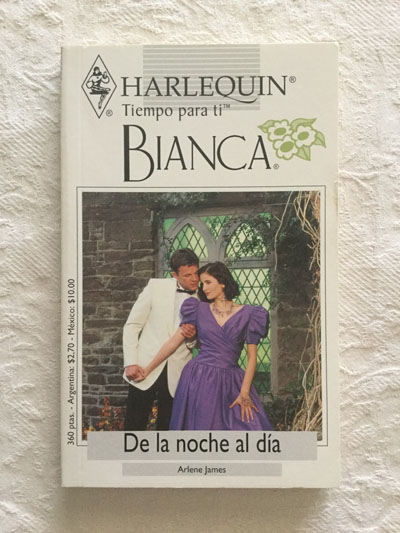 HARLEQUIN®
®
Tiempo para ti™
BIANCA®
360 ptas. - Argentina: $2.70 - México: $10.00
De la noche al día
Arlene James